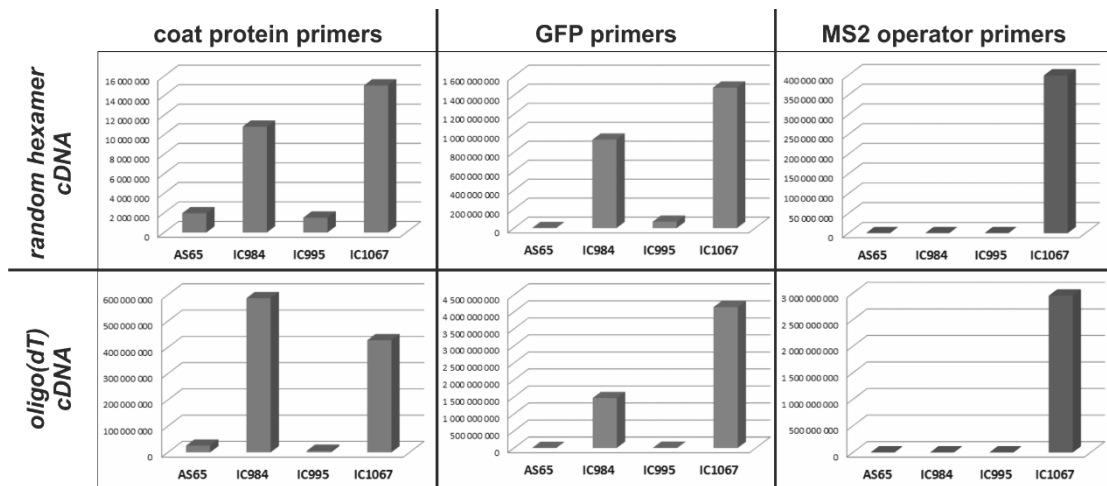 coat protein primers
GFP primers
MS2 operator primers
random hexamer
cDNA
16 000 000
14 000 000
12 000 000
10 000 000
8 000 000
6 000 000
4 000 000
2 000 000
0
AS65 IC984 IC995 IC1067
1 600 000 000
1 400 000 000
1 200 000 000
1 000 000 000
800 000 000
600 000 000
400 000 000
200 000 000
0
AS65 IC984 IC995 IC1067
400 000 000
350 000 000
300 000 000
250 000 000
200 000 000
150 000 000
100 000 000
50 000 000
0
AS65 IC984 IC995 IC1067
oligo(dT)
cDNA
600 000 000
500 000 000
400 000 000
300 000 000
200 000 000
100 000 000
0
AS65 IC984 IC995 IC1067
4 500 000 000
4 000 000 000
3 500 000 000
3 000 000 000
2 500 000 000
2 000 000 000
1 500 000 000
1 000 000 000
500 000 000
0
AS65 IC984 IC995 IC1067
3 000 000 000
2 500 000 000
2 000 000 000
1 500 000 000
1 000 000 000
500 000 000
0
AS65 IC984 IC995 IC1067